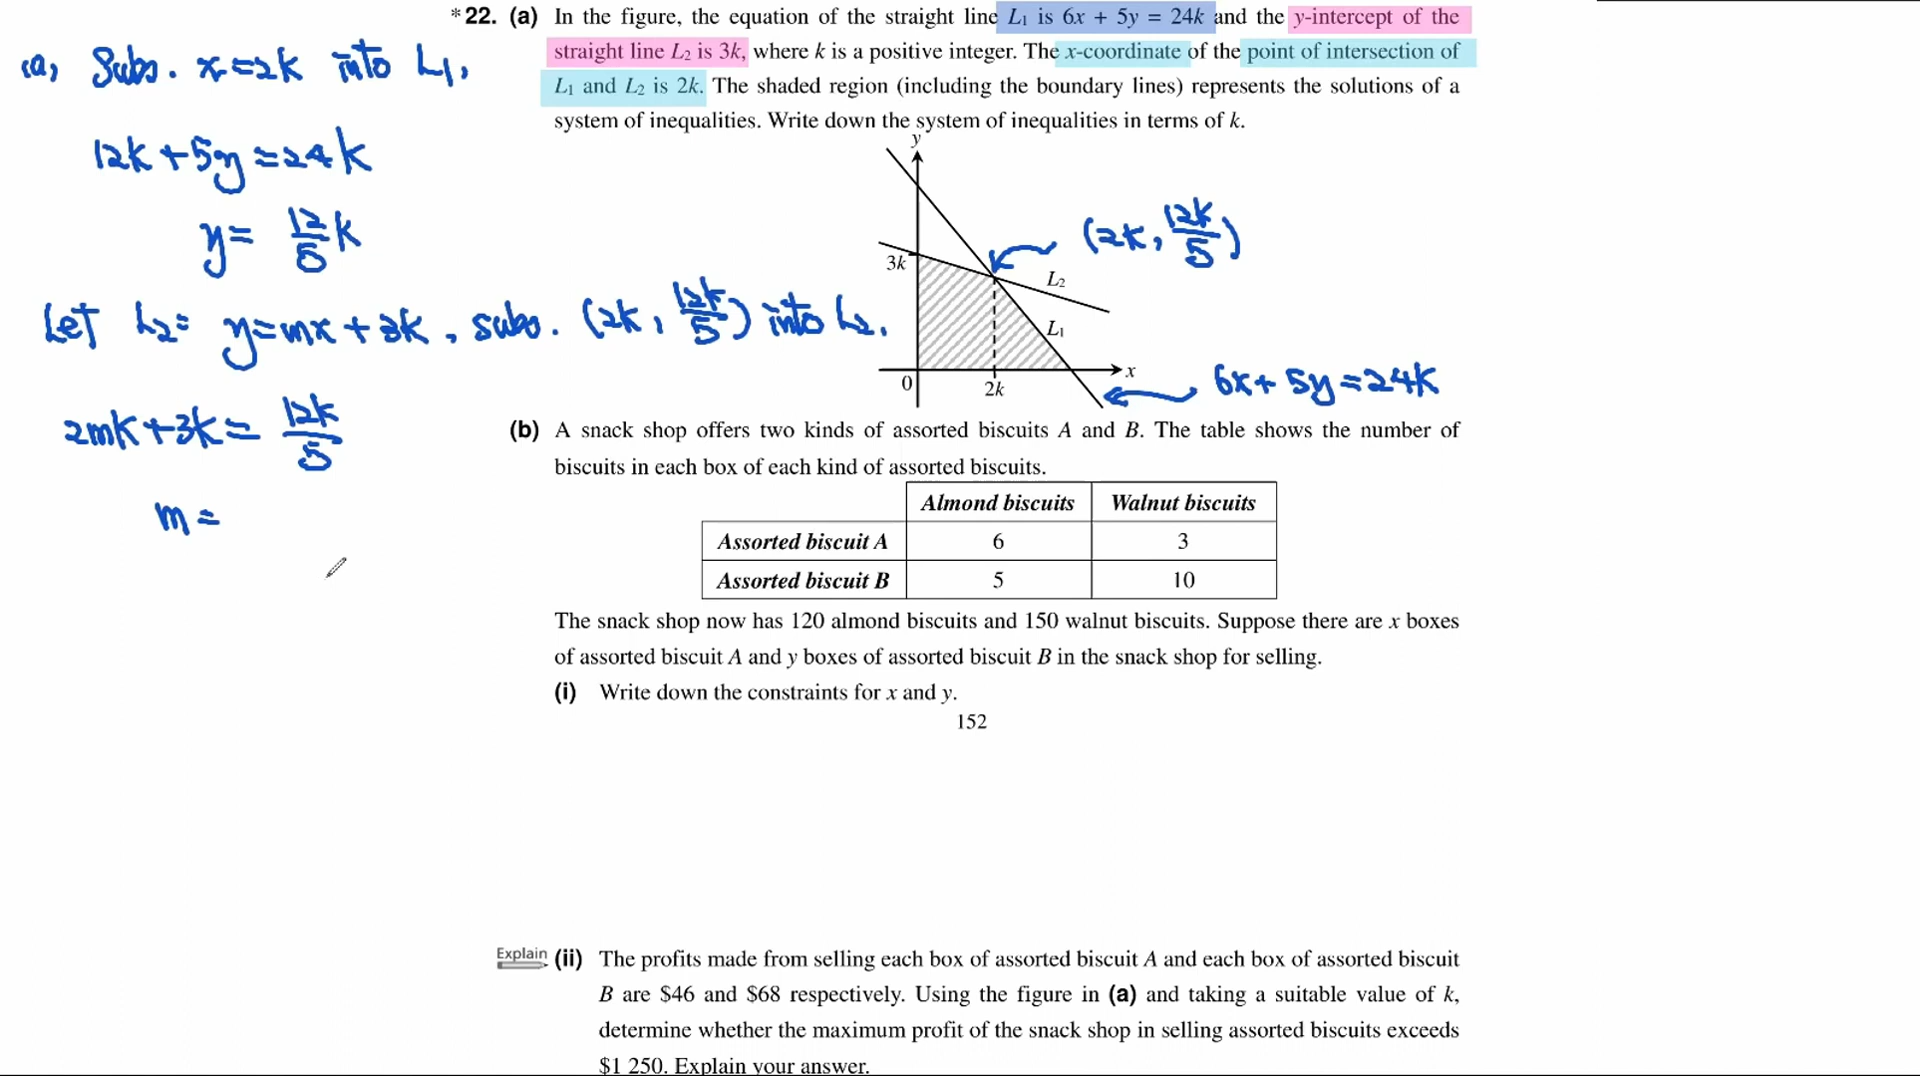 *22. (a) In the figure, the equation of the straight line L₁ is 6x + 5y = 24k and the y-intercept of the
straight line L₂ is 3k, where k is a positive integer. The x-coordinate of the point of intersection of
L₁ and L₂ is 2k. The shaded region (including the boundary lines) represents the solutions of a
system of inequalities. Write down the system of inequalities in terms of k.
(a) Subs. x=2k into L₁,
12k+5y=24k
y= 12/5 k
Let L₂= y=mx+3k, subs. (2k, 12k/5) into L₂.
2mk+3k= 12k/5
m=
y
3k
L₂
L₁
x
0
2k
(2k, 12k/5)
6x+5y=24k
(b) A snack shop offers two kinds of assorted biscuits A and B. The table shows the number of
biscuits in each box of each kind of assorted biscuits.
Almond biscuits Walnut biscuits
Assorted biscuit A 6 3
Assorted biscuit B 5 10
The snack shop now has 120 almond biscuits and 150 walnut biscuits. Suppose there are x boxes
of assorted biscuit A and y boxes of assorted biscuit B in the snack shop for selling.
(i) Write down the constraints for x and y.
152
Explain (ii) The profits made from selling each box of assorted biscuit A and each box of assorted biscuit
B are $46 and $68 respectively. Using the figure in (a) and taking a suitable value of k,
determine whether the maximum profit of the snack shop in selling assorted biscuits exceeds
$1 250. Explain your answer.